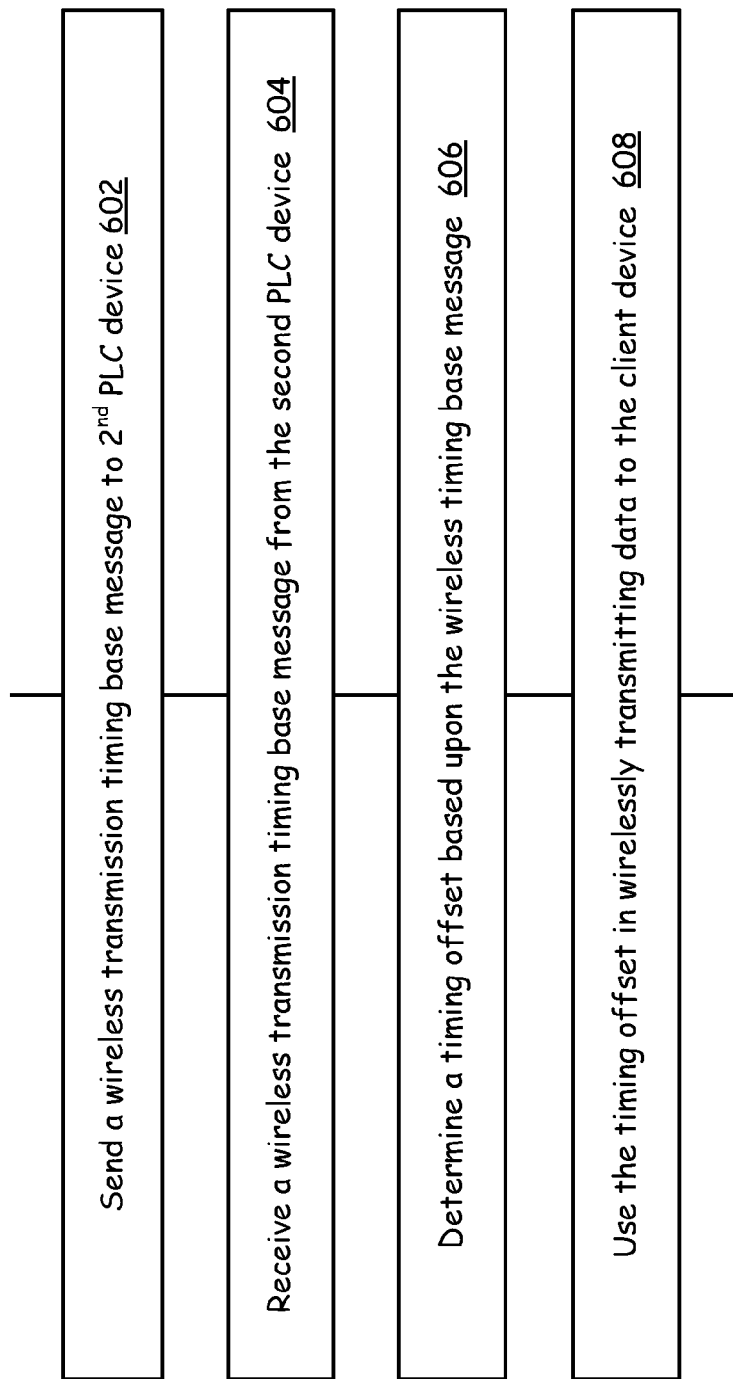 Send a wireless transmission timing base message to 2nd PLC device 602
Receive a wireless transmission timing base message from the second PLC device 604
Determine a timing offset based upon the wireless timing base message 606
Use the timing offset in wirelessly transmitting data to the client device 608